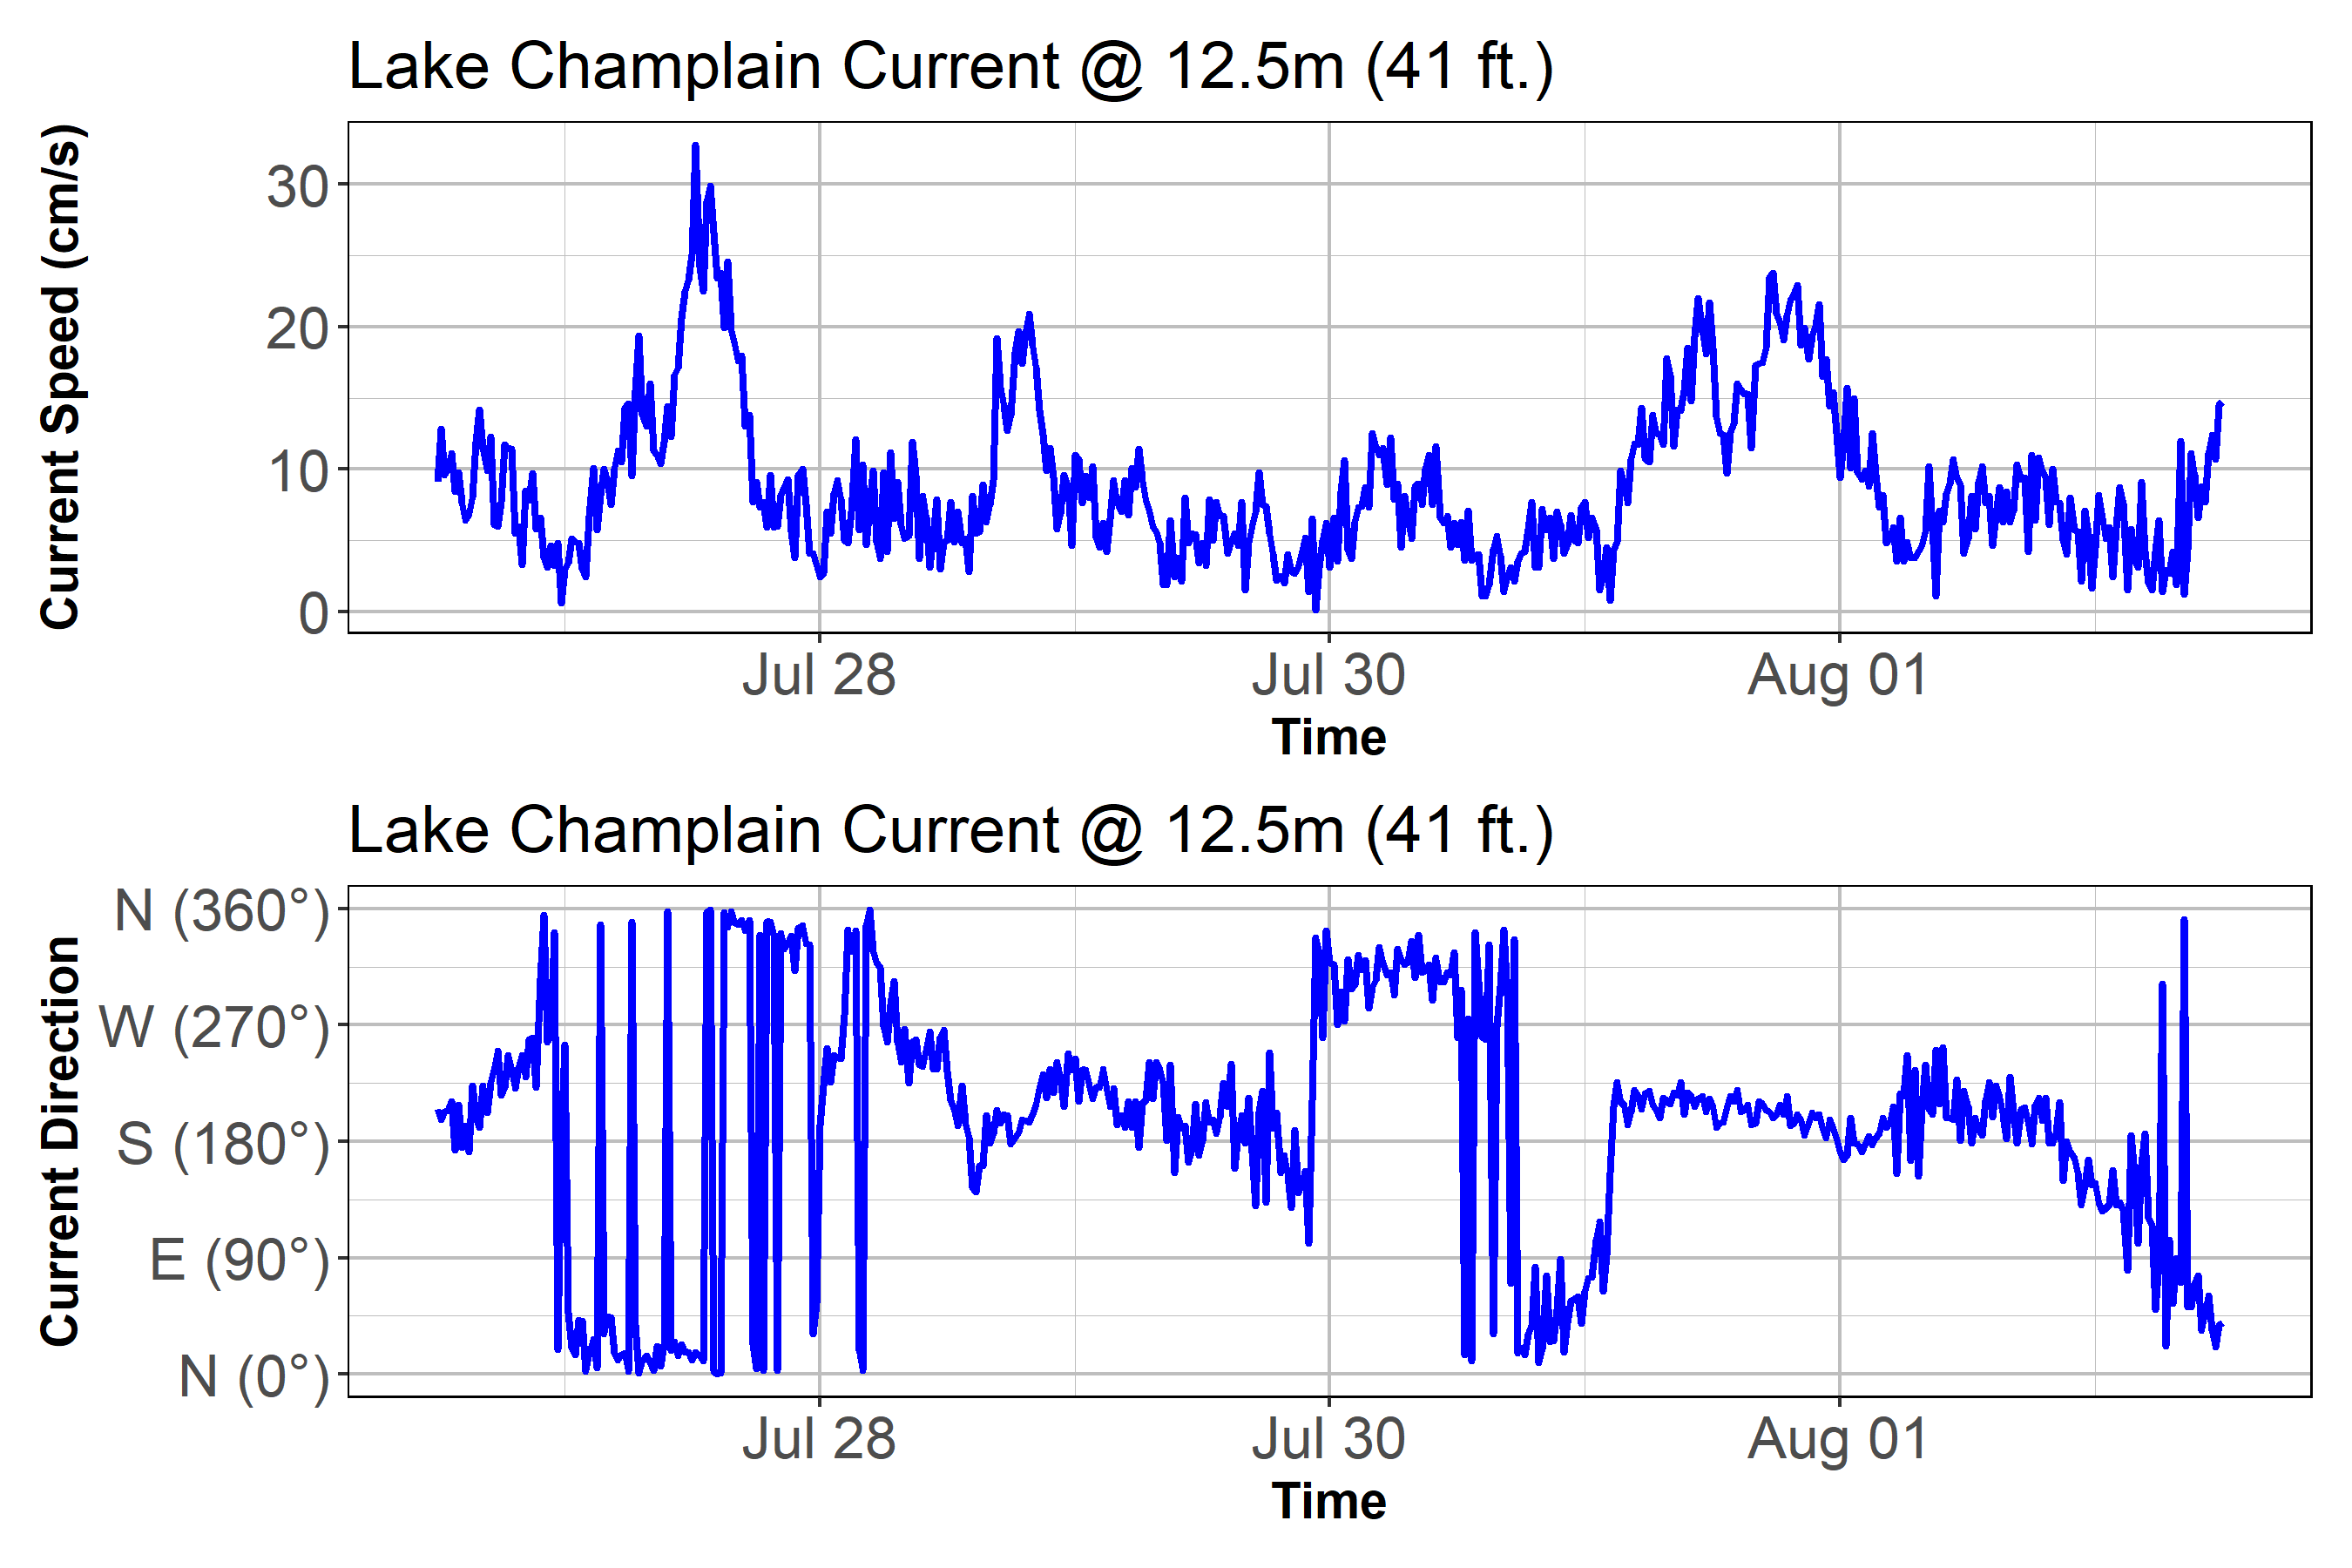 Lake Champlain Current @ 12.5m (41 ft.)
Current Speed (cm/s)
30
20
10
0
Jul 28 Jul 30 Aug 01
Time
Lake Champlain Current @ 12.5m (41 ft.)
Current Direction
N (360°)
W (270°)
S (180°)
E (90°)
N (0°)
Jul 28 Jul 30 Aug 01
Time